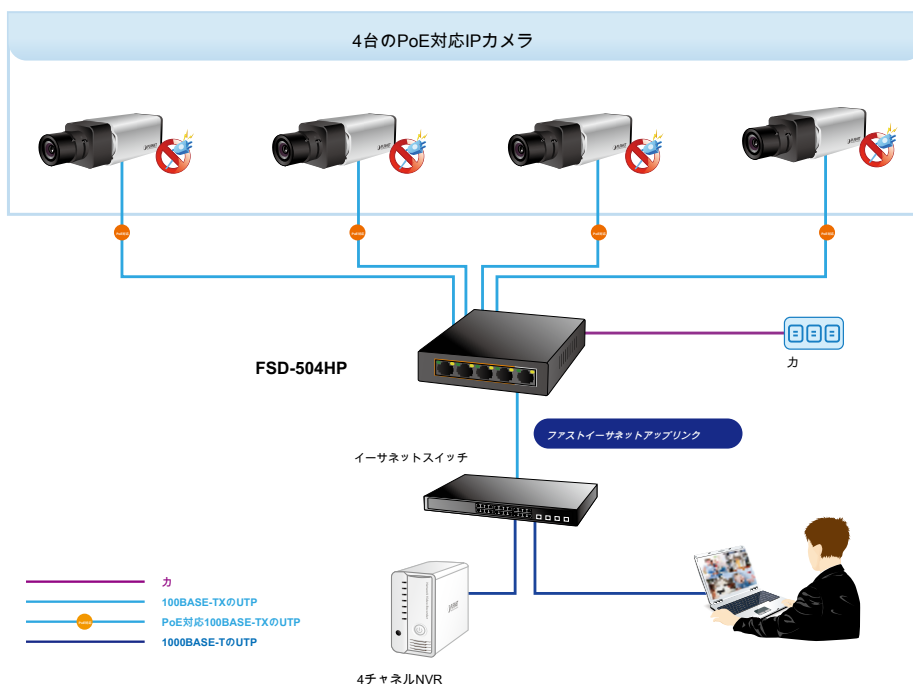 4台のPoE対応IPカメラ
FSD-504HP
力
ファストイーサネットアップリンク
イーサネットスイッチ
力
100BASE-TXのUTP
PoE対応100BASE-TXのUTP
1000BASE-TのUTP
4チャネルNVR